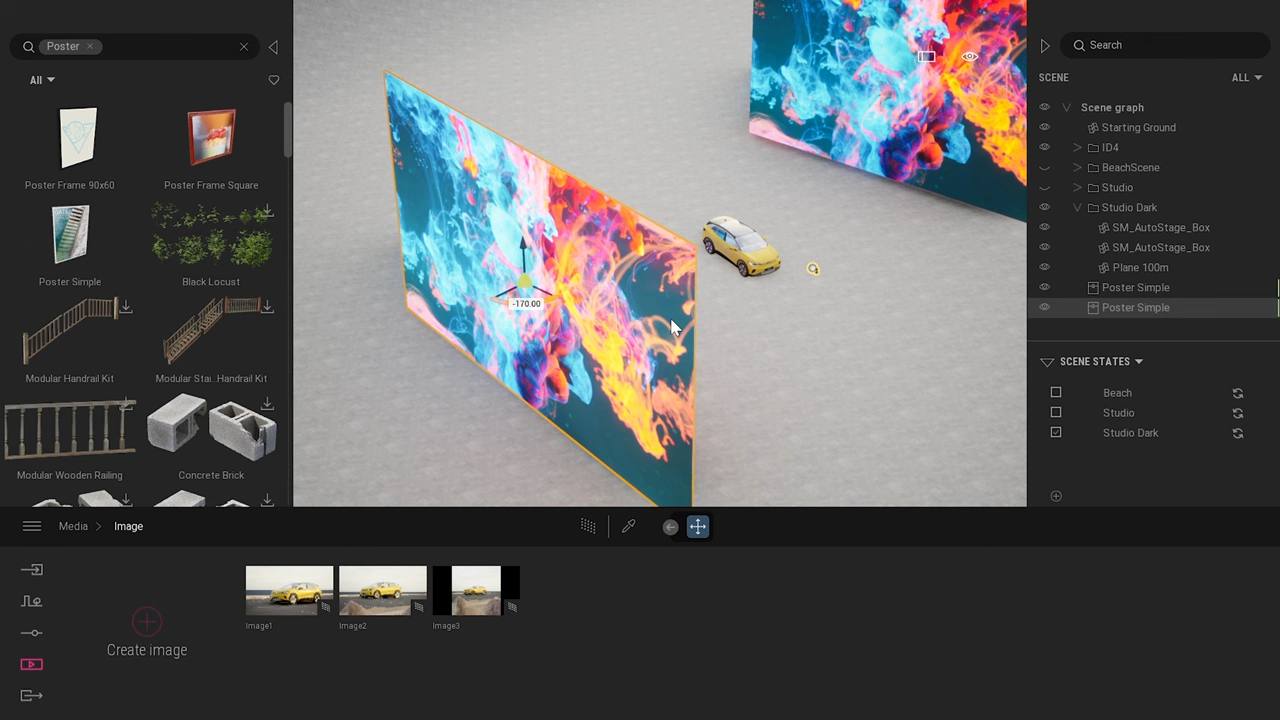 Poster
All
Poster Frame 90x60
Poster Frame Square
Poster Simple
Black Locust
Modular Handrail Kit
Modular Stai...Handrail Kit
Modular Wooden Railing
Concrete Brick
-170.00
Search
SCENE
ALL
Scene graph
Starting Ground
ID4
BeachScene
Studio
Studio Dark
SM_AutoStage_Box
SM_AutoStage_Box
Plane 100m
Poster Simple
Poster Simple
SCENE STATES
Beach
Studio
Studio Dark
Media
Image
Create image
Image1
Image2
Image3